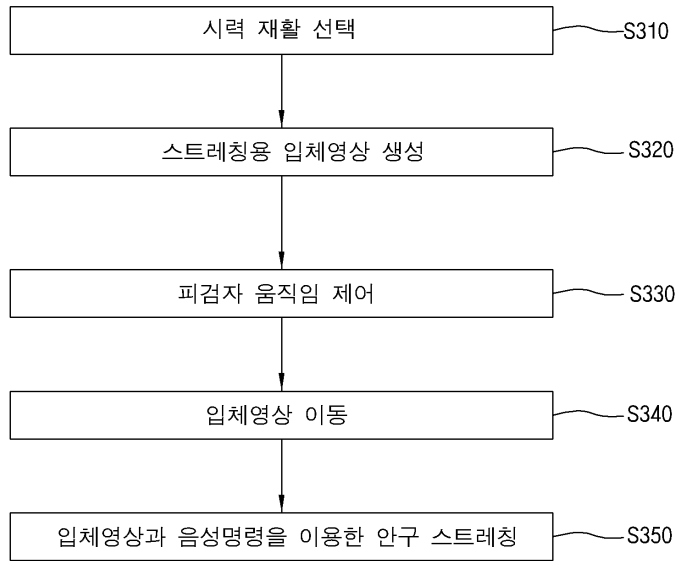 시력 재활 선택 S310
스트레칭용 입체영상 생성 S320
피검자 움직임 제어 S330
입체영상 이동 S340
입체영상과 음성명령을 이용한 안구 스트레칭 S350